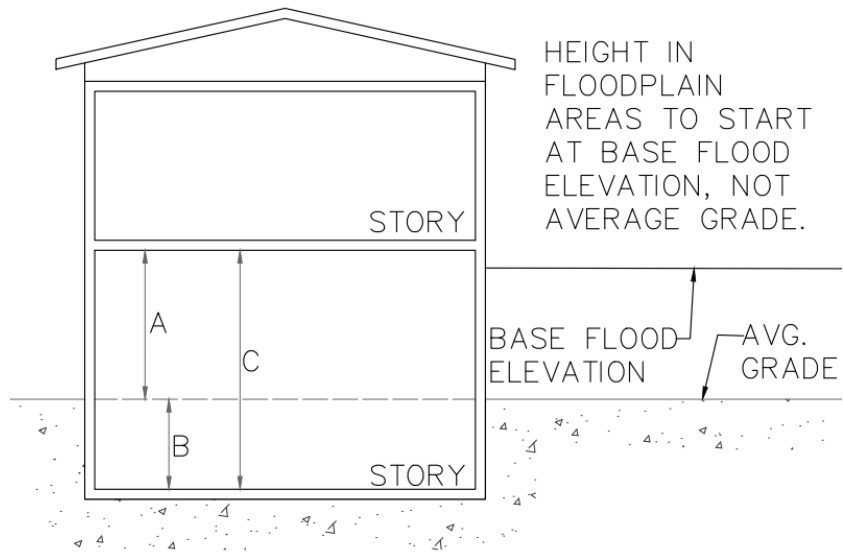 HEIGHT IN
FLOODPLAIN
AREAS TO START
AT BASE FLOOD
ELEVATION, NOT
AVERAGE GRADE.
STORY
A
BASE FLOOD
ELEVATION
AVG.
GRADE
C
B
STORY